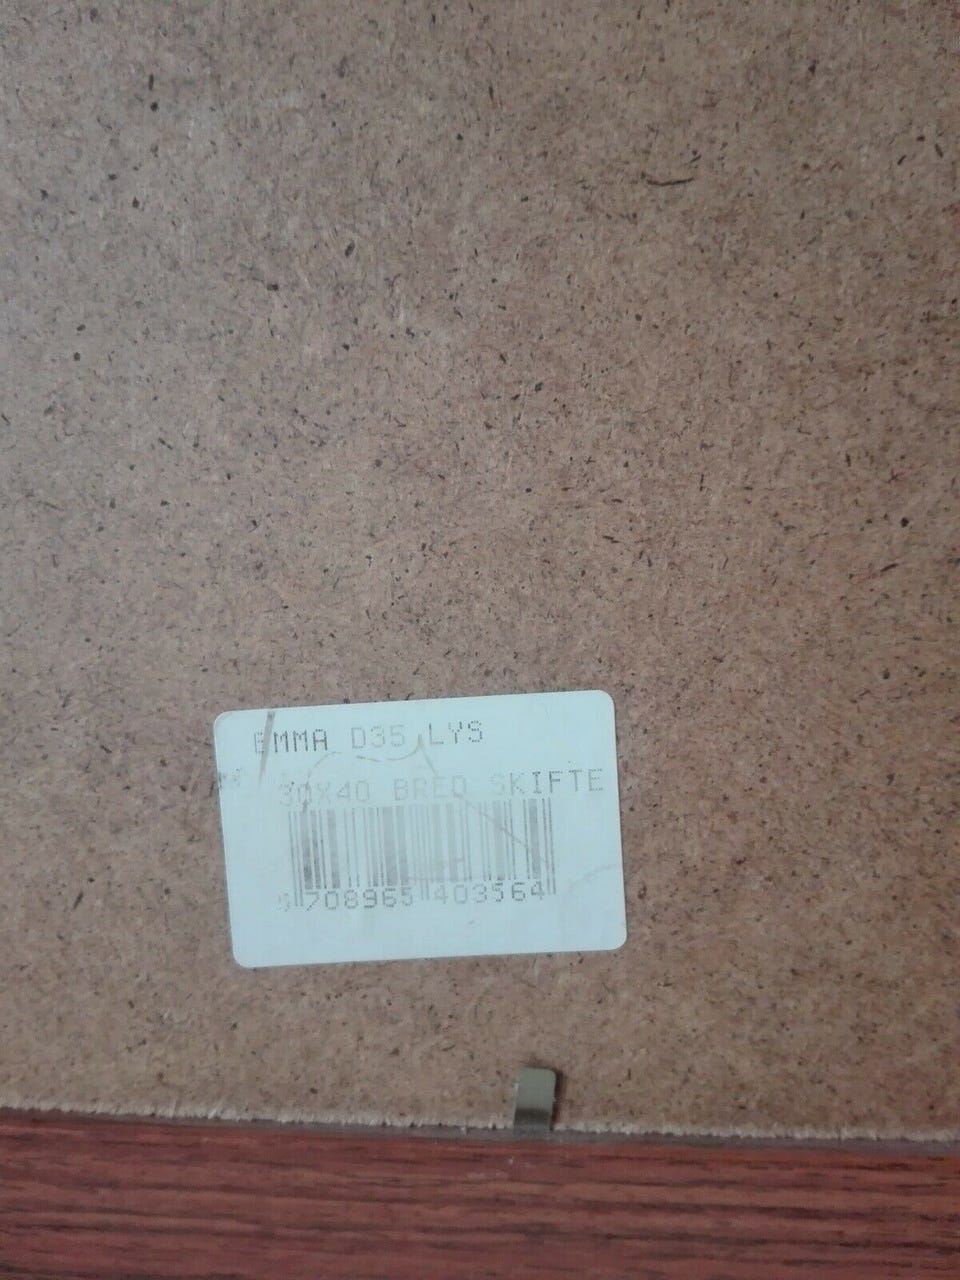 EMMA D35 LYS
30X40 BRED SKIFTE
5 708965 403564